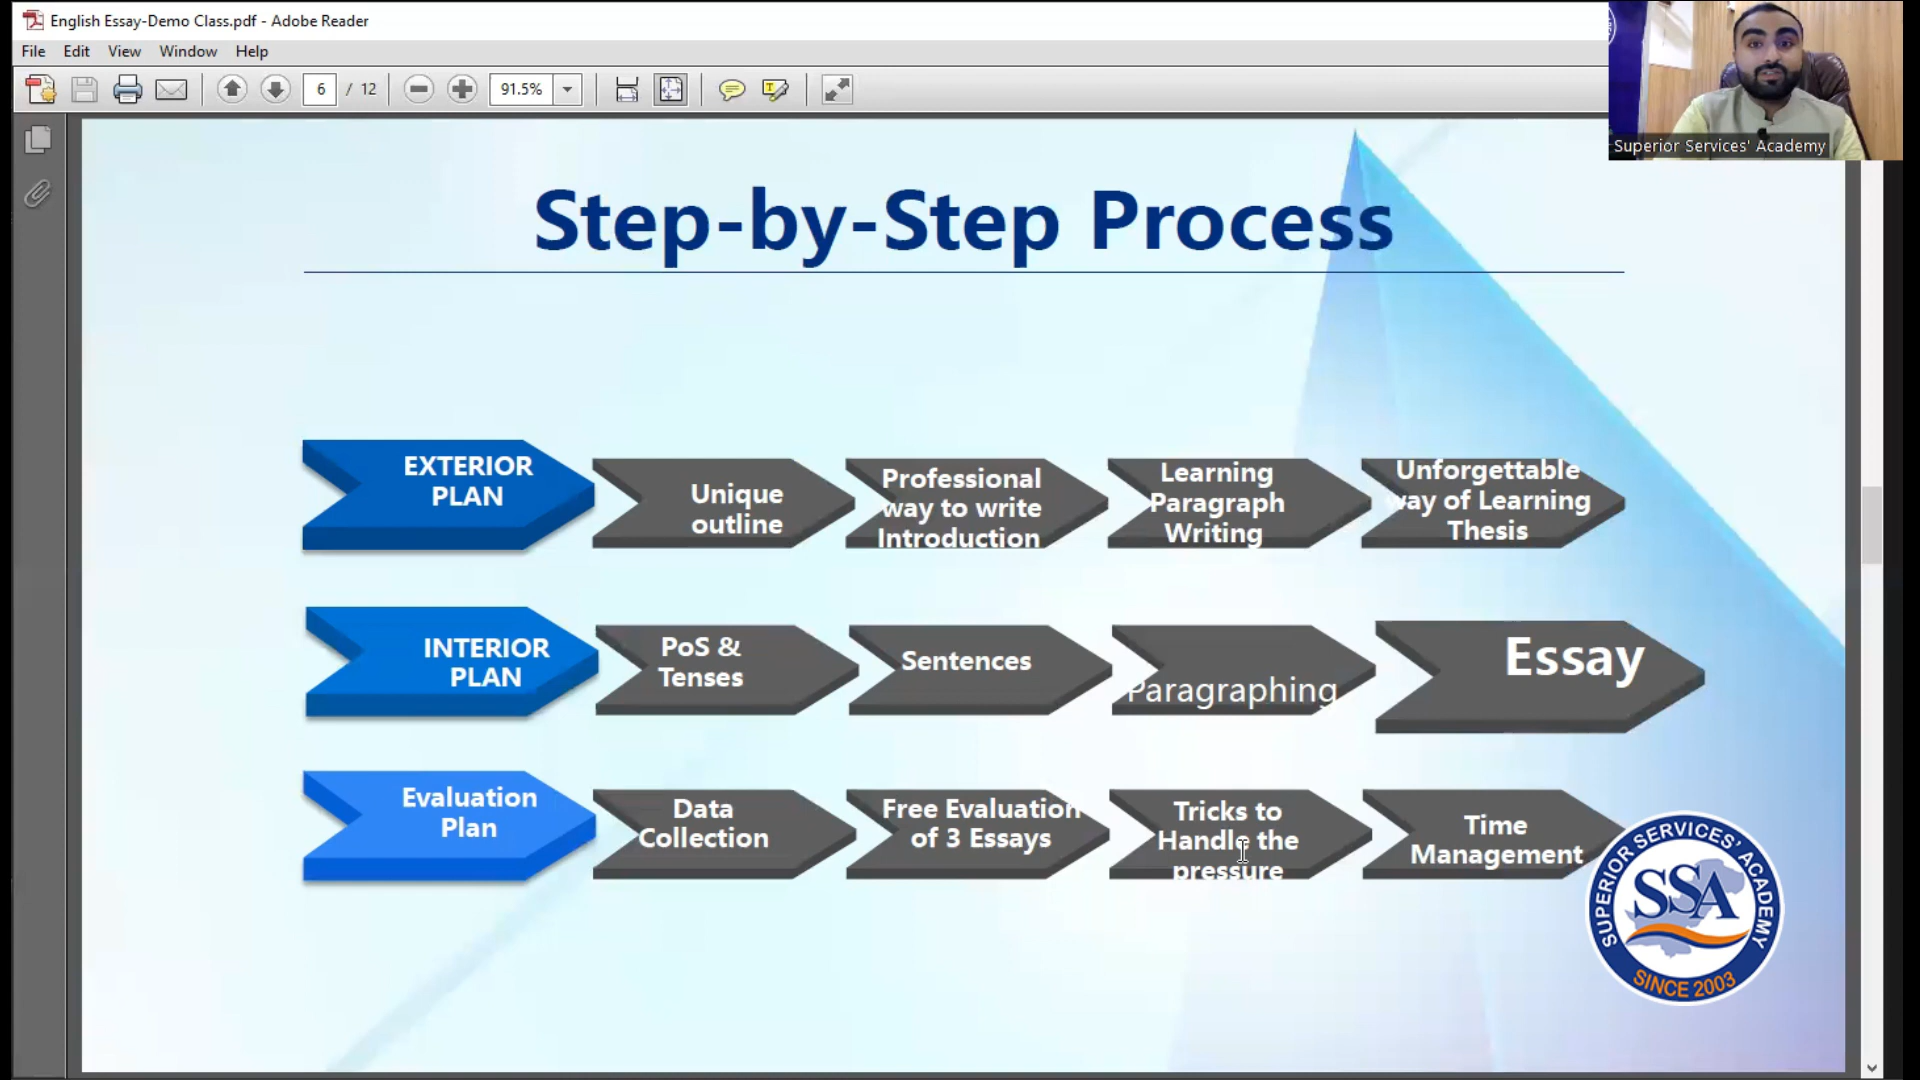 English Essay-Demo Class.pdf - Adobe Reader
File Edit View Window Help
6 / 12
91.5%
Superior Services' Academy
Step-by-Step Process
EXTERIOR
PLAN
Unique
outline
Professional
way to write
Introduction
Learning
Paragraph
Writing
Unforgettable
way of Learning
Thesis
INTERIOR
PLAN
PoS &
Tenses
Sentences
Paragraphing
Essay
Evaluation
Plan
Data
Collection
Free Evaluation
of 3 Essays
Tricks to
Handle the
pressure
Time
Management
SUPERIOR SERVICES' ACADEMY
SSA
SINCE 2003